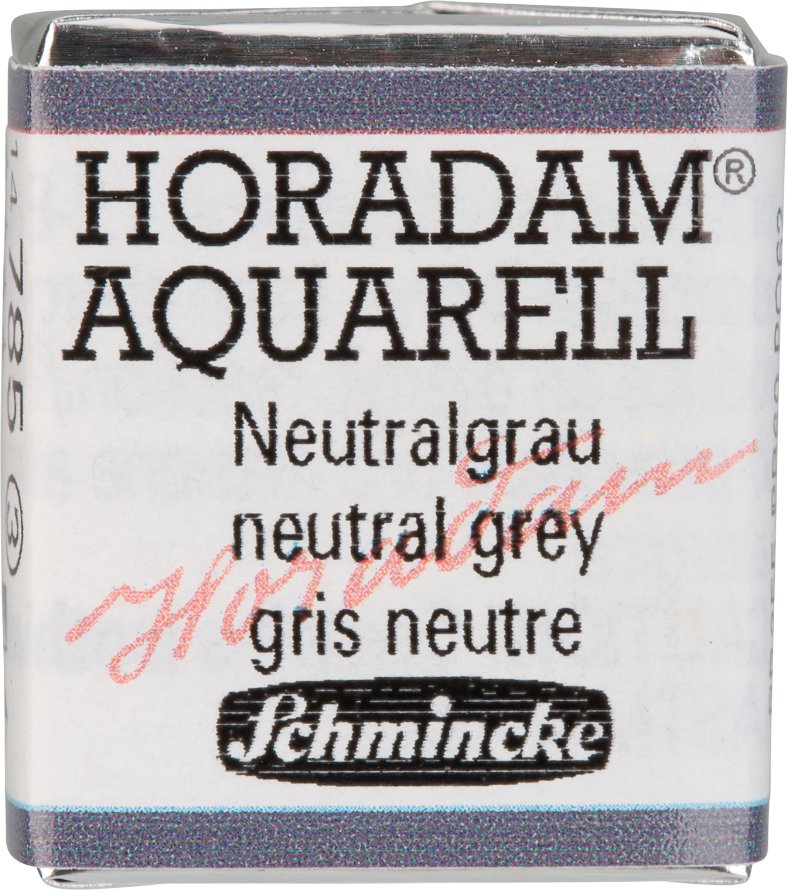 HORADAM®
AQUARELL
Neutralgrau
neutral grey
gris neutre
Horadam
Schmincke
14 785 3